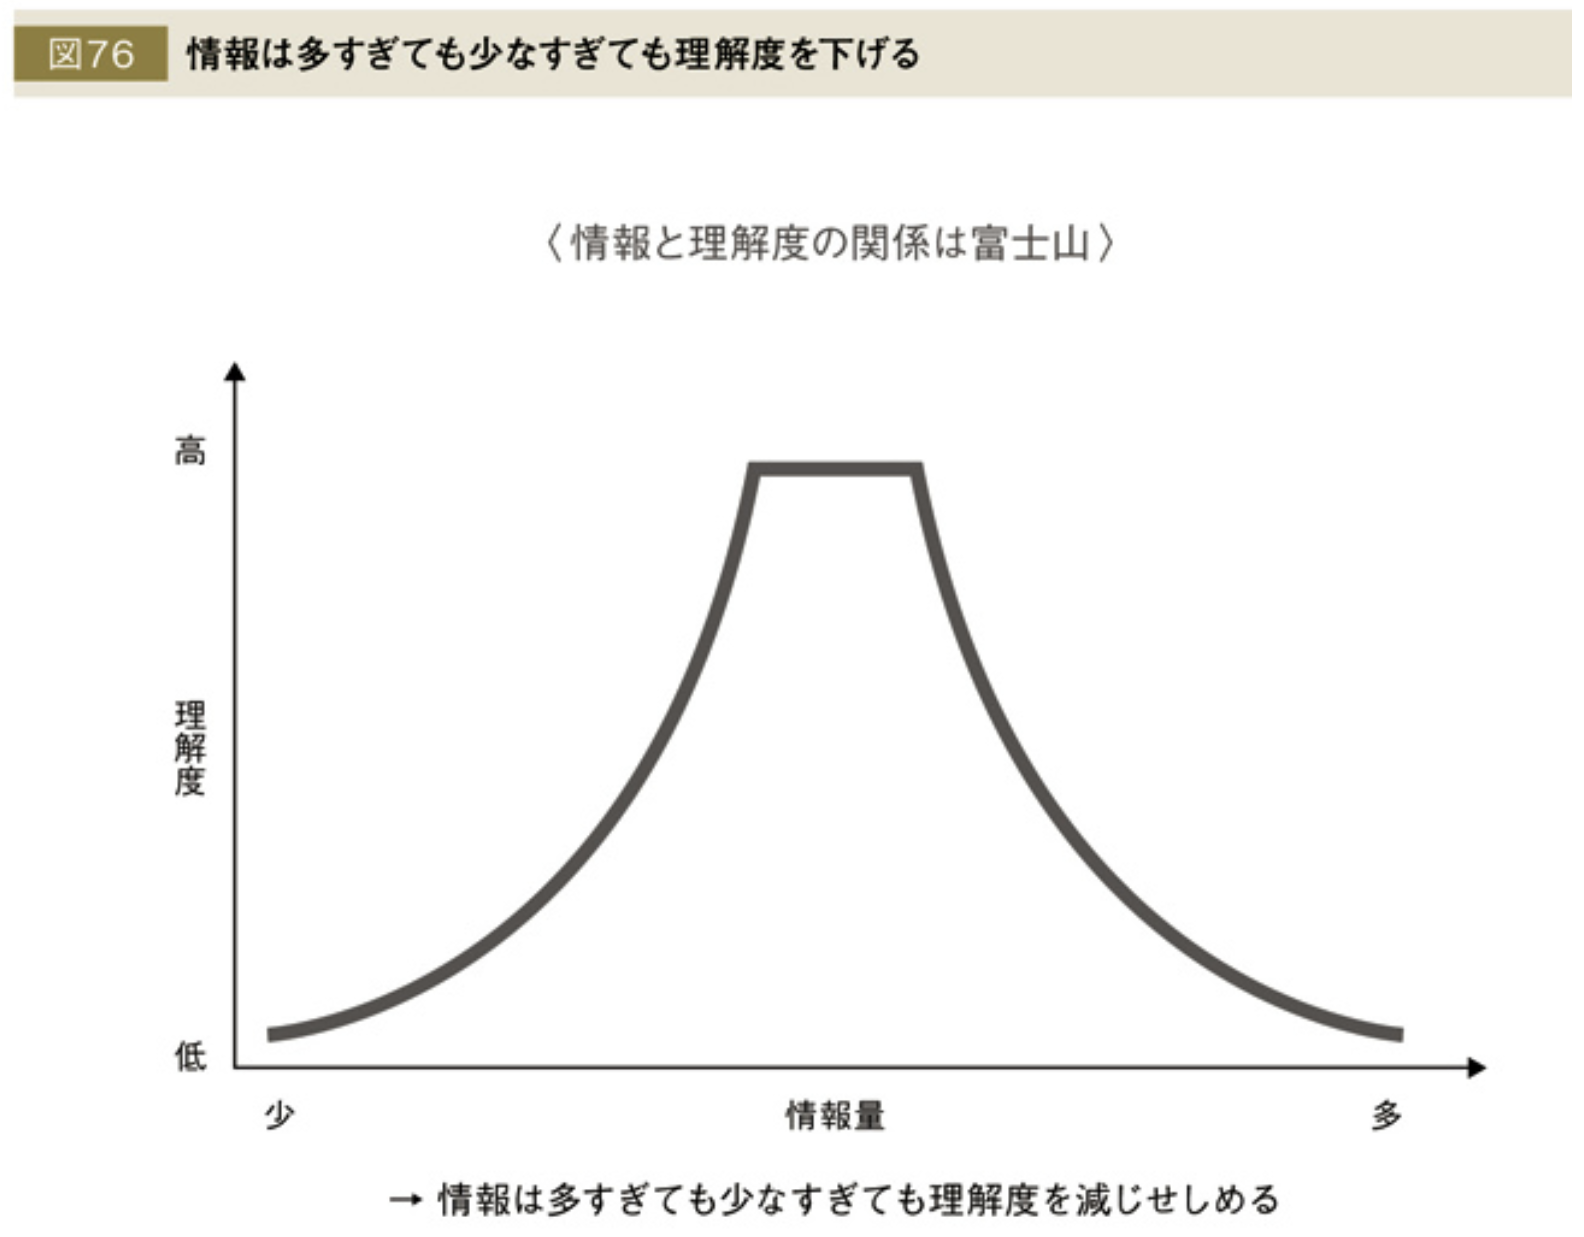 図76 情報は多すぎても少なすぎても理解度を下げる
〈情報と理解度の関係は富士山〉
高
理解度
低
少 情報量 多
→ 情報は多すぎても少なすぎても理解度を減じせしめる